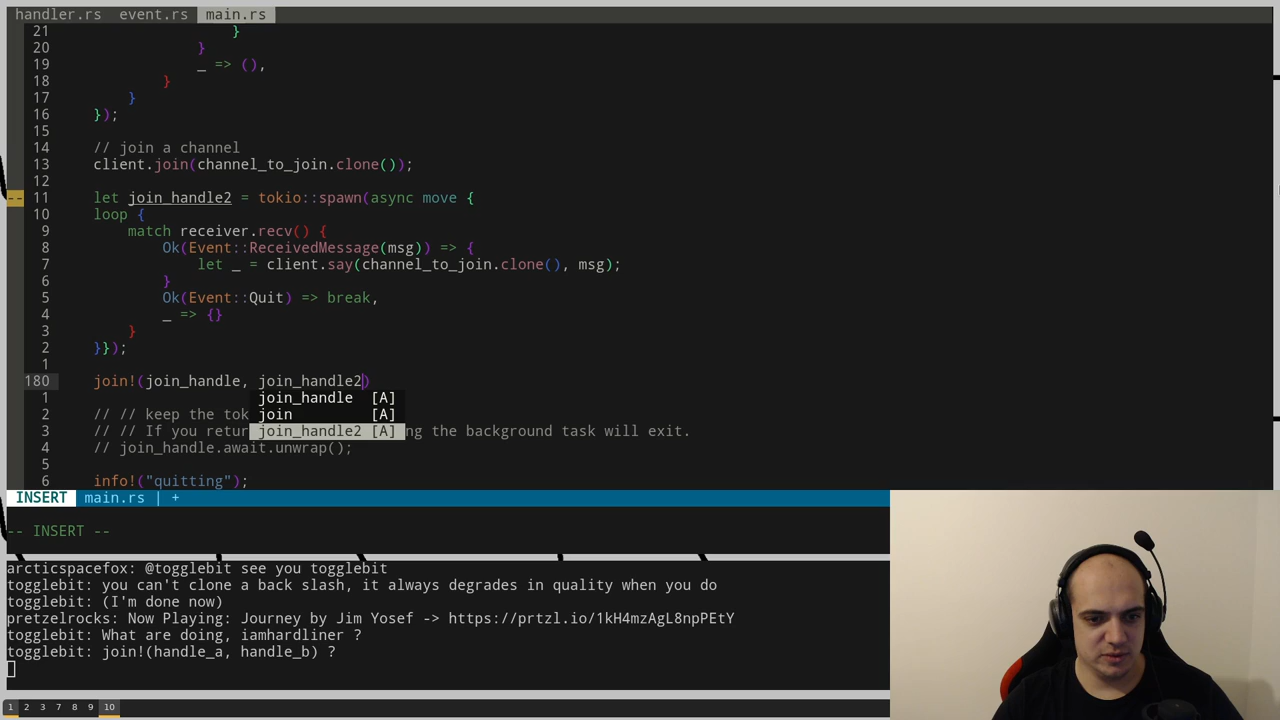 handler.rs event.rs main.rs
21 }
20 }
19 _ => (),
18 }
17 }
16 });
15
14 // join a channel
13 client.join(channel_to_join.clone());
12
-- 11 let join_handle2 = tokio::spawn(async move {
10 loop {
9 match receiver.recv() {
8 Ok(Event::ReceivedMessage(msg)) => {
7 let _ = client.say(channel_to_join.clone(), msg);
6 }
5 Ok(Event::Quit) => break,
4 _ => {}
3 }
2 }});
1
180 join!(join_handle, join_handle2)
1 join_handle [A]
2 // // keep the tok join [A]
3 // // If you retur join_handle2 [A] ng the background task will exit.
4 // join_handle.await.unwrap();
5
6 info!("quitting");
INSERT main.rs | +
-- INSERT --
arcticspacefox: @togglebit see you togglebit
togglebit: you can't clone a back slash, it always degrades in quality when you do
togglebit: (I'm done now)
pretzelrocks: Now Playing: Journey by Jim Yosef -> https://prtzl.io/1kH4mzAgL8npPEtY
togglebit: What are doing, iamhardliner ?
togglebit: join!(handle_a, handle_b) ?
1 2 3 7 8 9 10